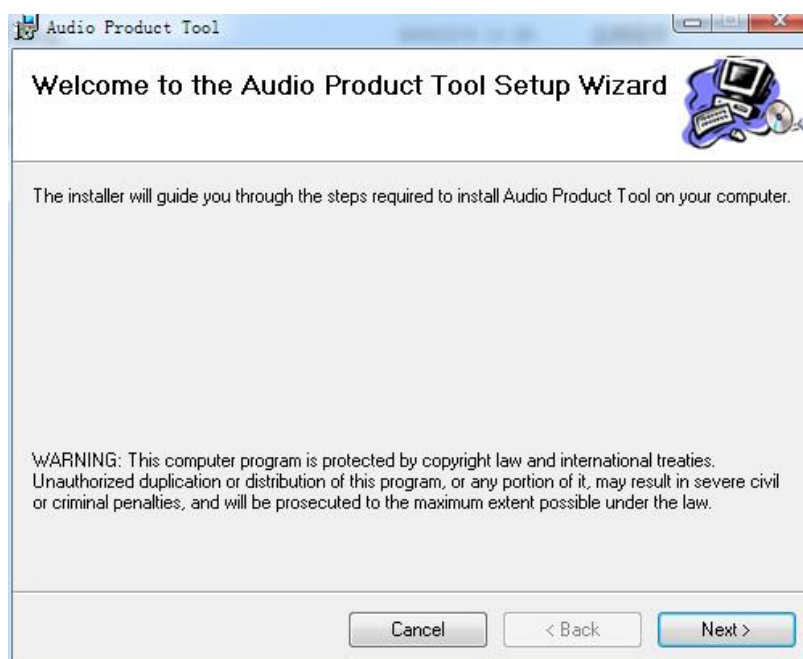 Audio Product Tool
Welcome to the Audio Product Tool Setup Wizard
The installer will guide you through the steps required to install Audio Product Tool on your computer.
WARNING: This computer program is protected by copyright law and international treaties.
Unauthorized duplication or distribution of this program, or any portion of it, may result in severe civil
or criminal penalties, and will be prosecuted to the maximum extent possible under the law.
Cancel
< Back
Next >